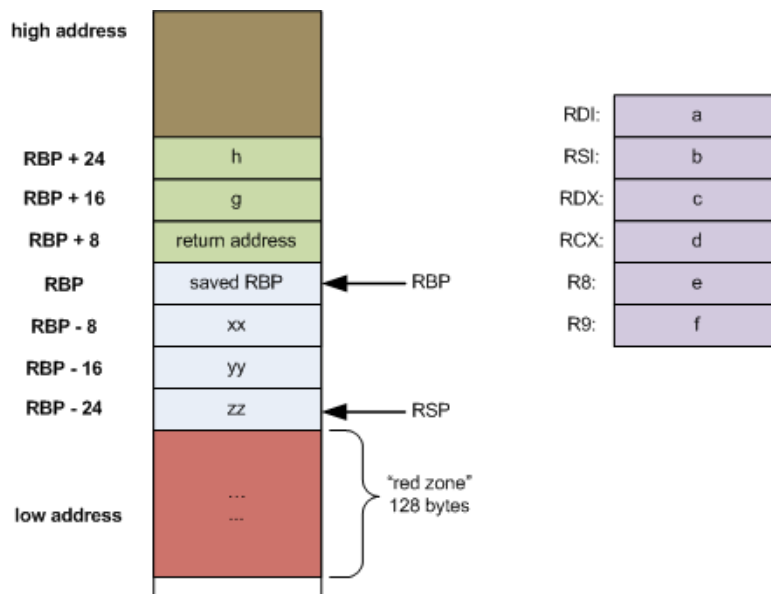 high address
RBP + 24
h
RBP + 16
g
RBP + 8
return address
RBP
saved RBP
RBP
RBP - 8
xx
RBP - 16
yy
RBP - 24
zz
RSP
...
...
low address
"red zone"
128 bytes
RDI:
a
RSI:
b
RDX:
c
RCX:
d
R8:
e
R9:
f